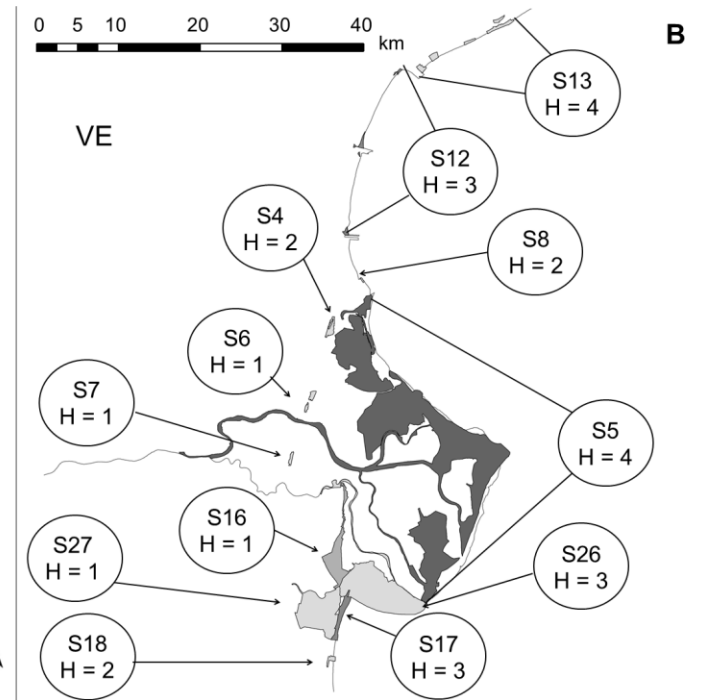 0 5 10 20 30 40
km
B
VE
S13
H = 4
S12
H = 3
S4
H = 2
S8
H = 2
S6
H = 1
S7
H = 1
S5
H = 4
S16
H = 1
S27
H = 1
S26
H = 3
S18
H = 2
S17
H = 3